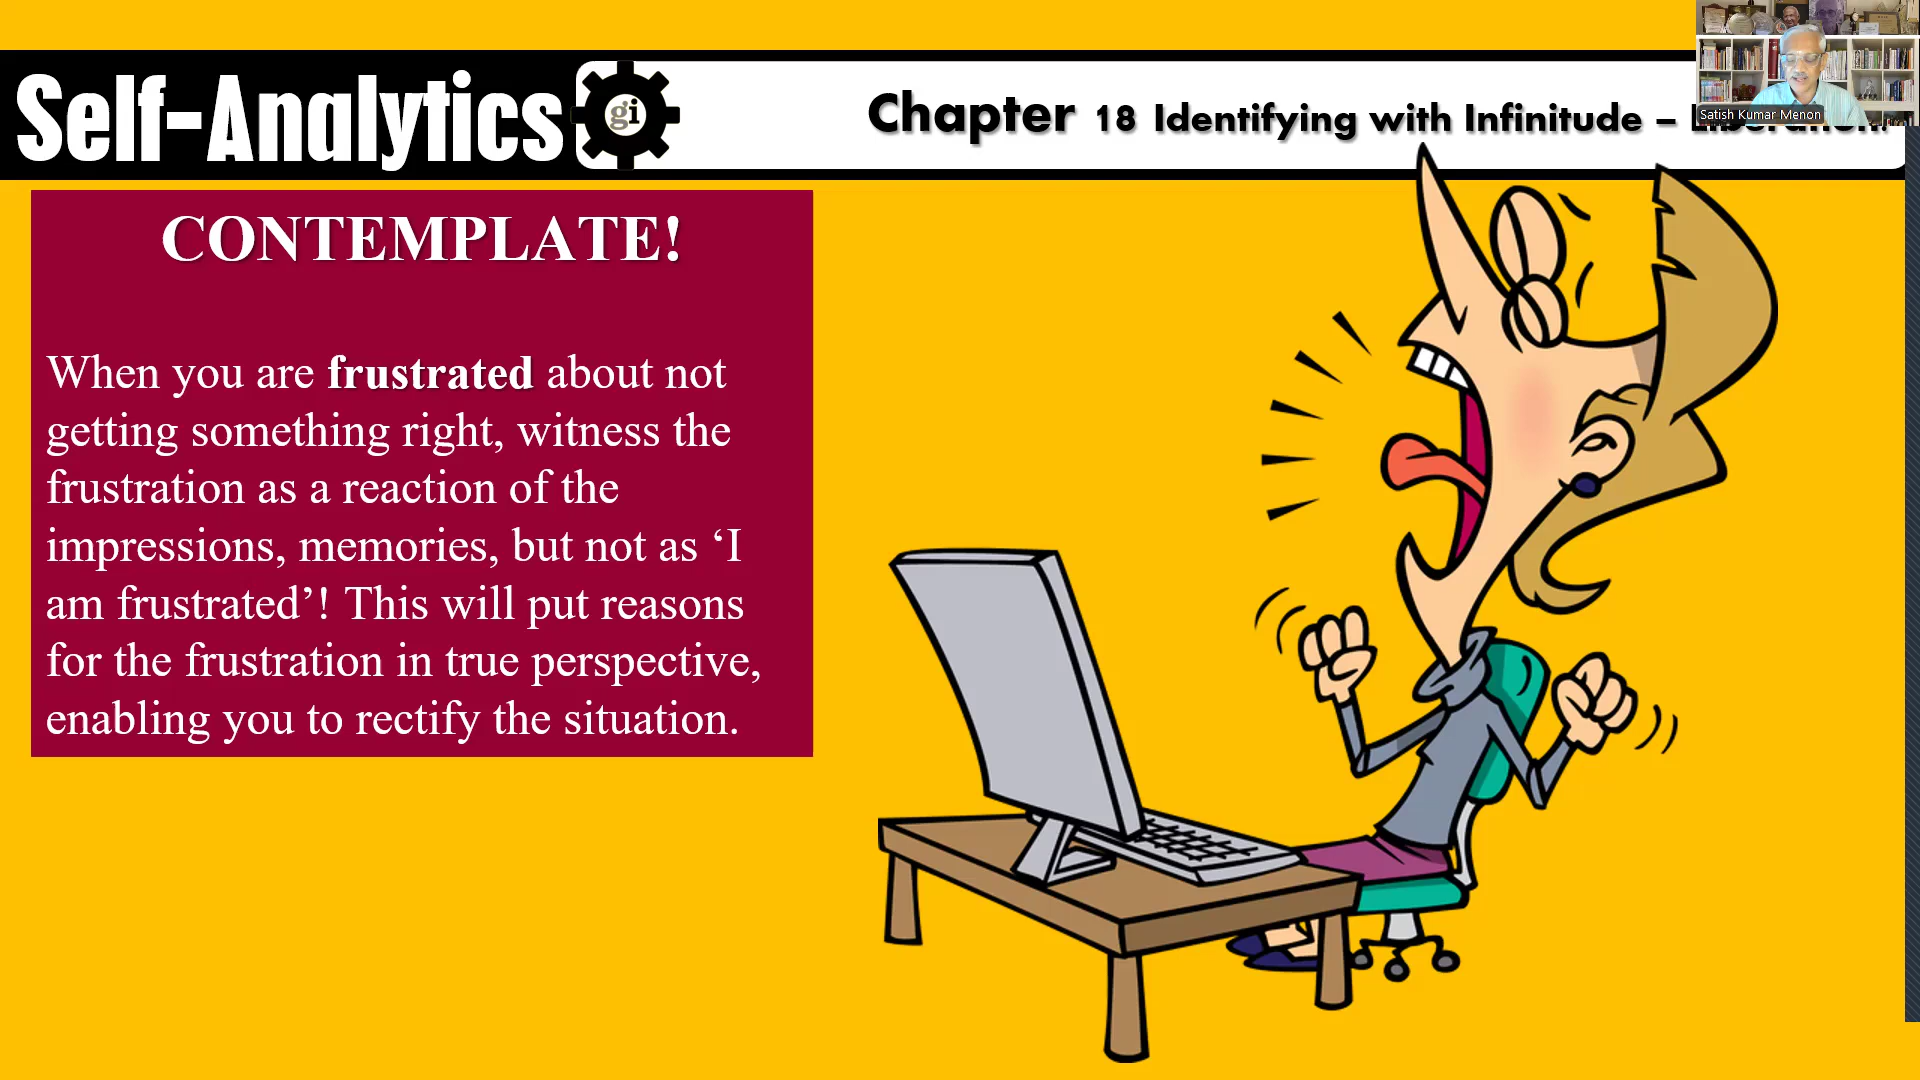 Self-Analytics
gi
Chapter 18 Identifying with Infinitude –
Satish Kumar Menon
CONTEMPLATE!
When you are frustrated about not
getting something right, witness the
frustration as a reaction of the
impressions, memories, but not as ‘I
am frustrated’! This will put reasons
for the frustration in true perspective,
enabling you to rectify the situation.